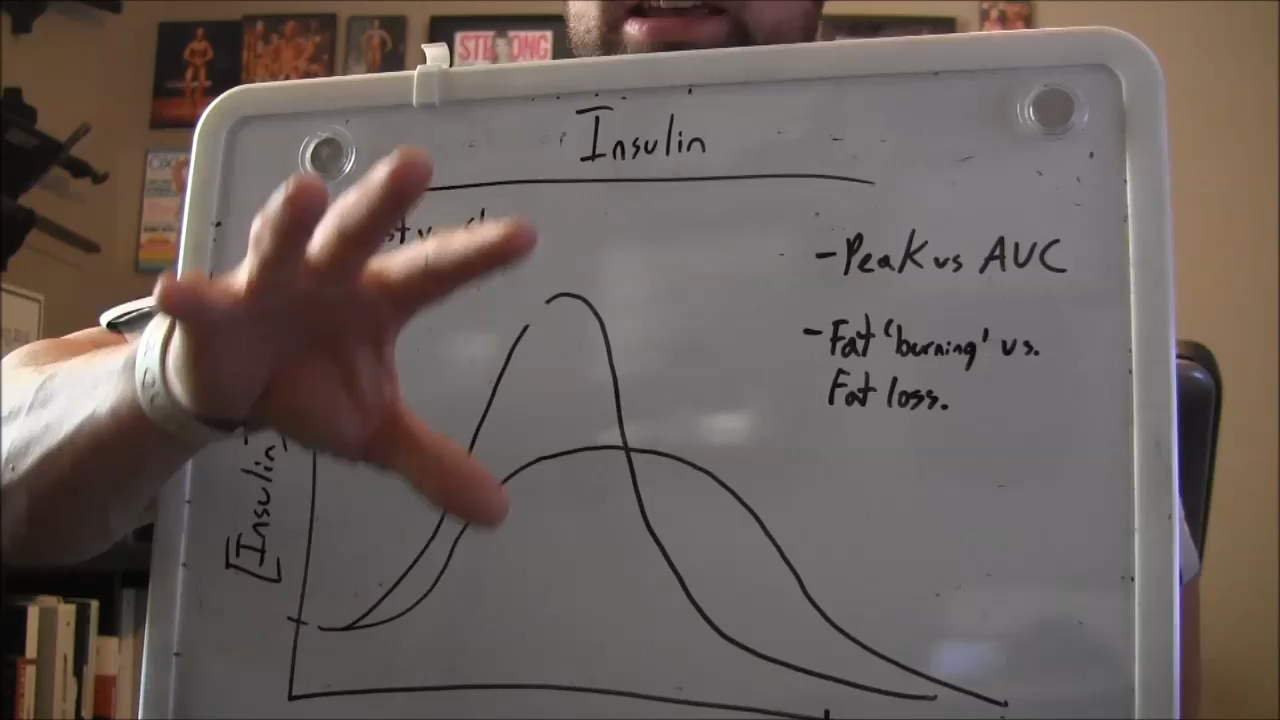 Insulin
- Peak vs AUC
- Fat 'burning' vs.
Fat loss.
[Insulin]